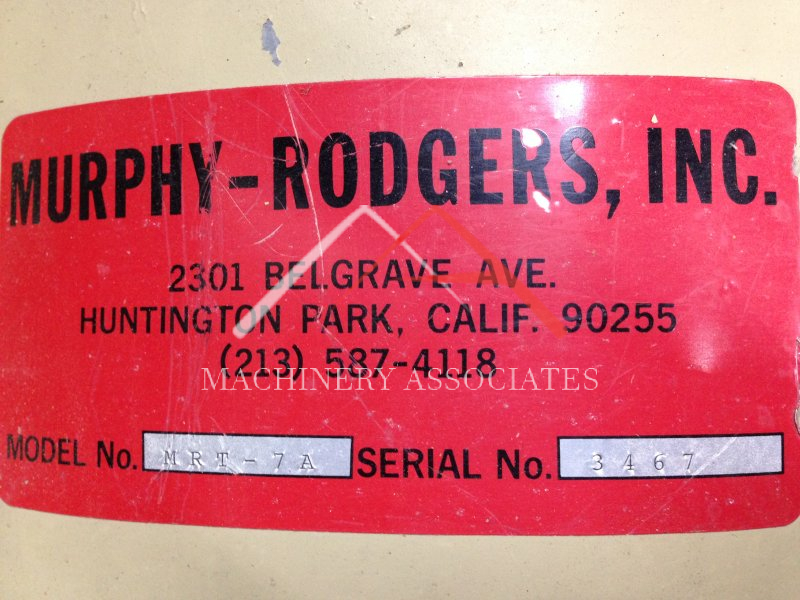 MURPHY-RODGERS, INC.
2301 BELGRAVE AVE.
HUNTINGTON PARK, CALIF. 90255
(213) 587-4118
MACHINERY ASSOCIATES
MODEL No. MRT-7A SERIAL No. 3467